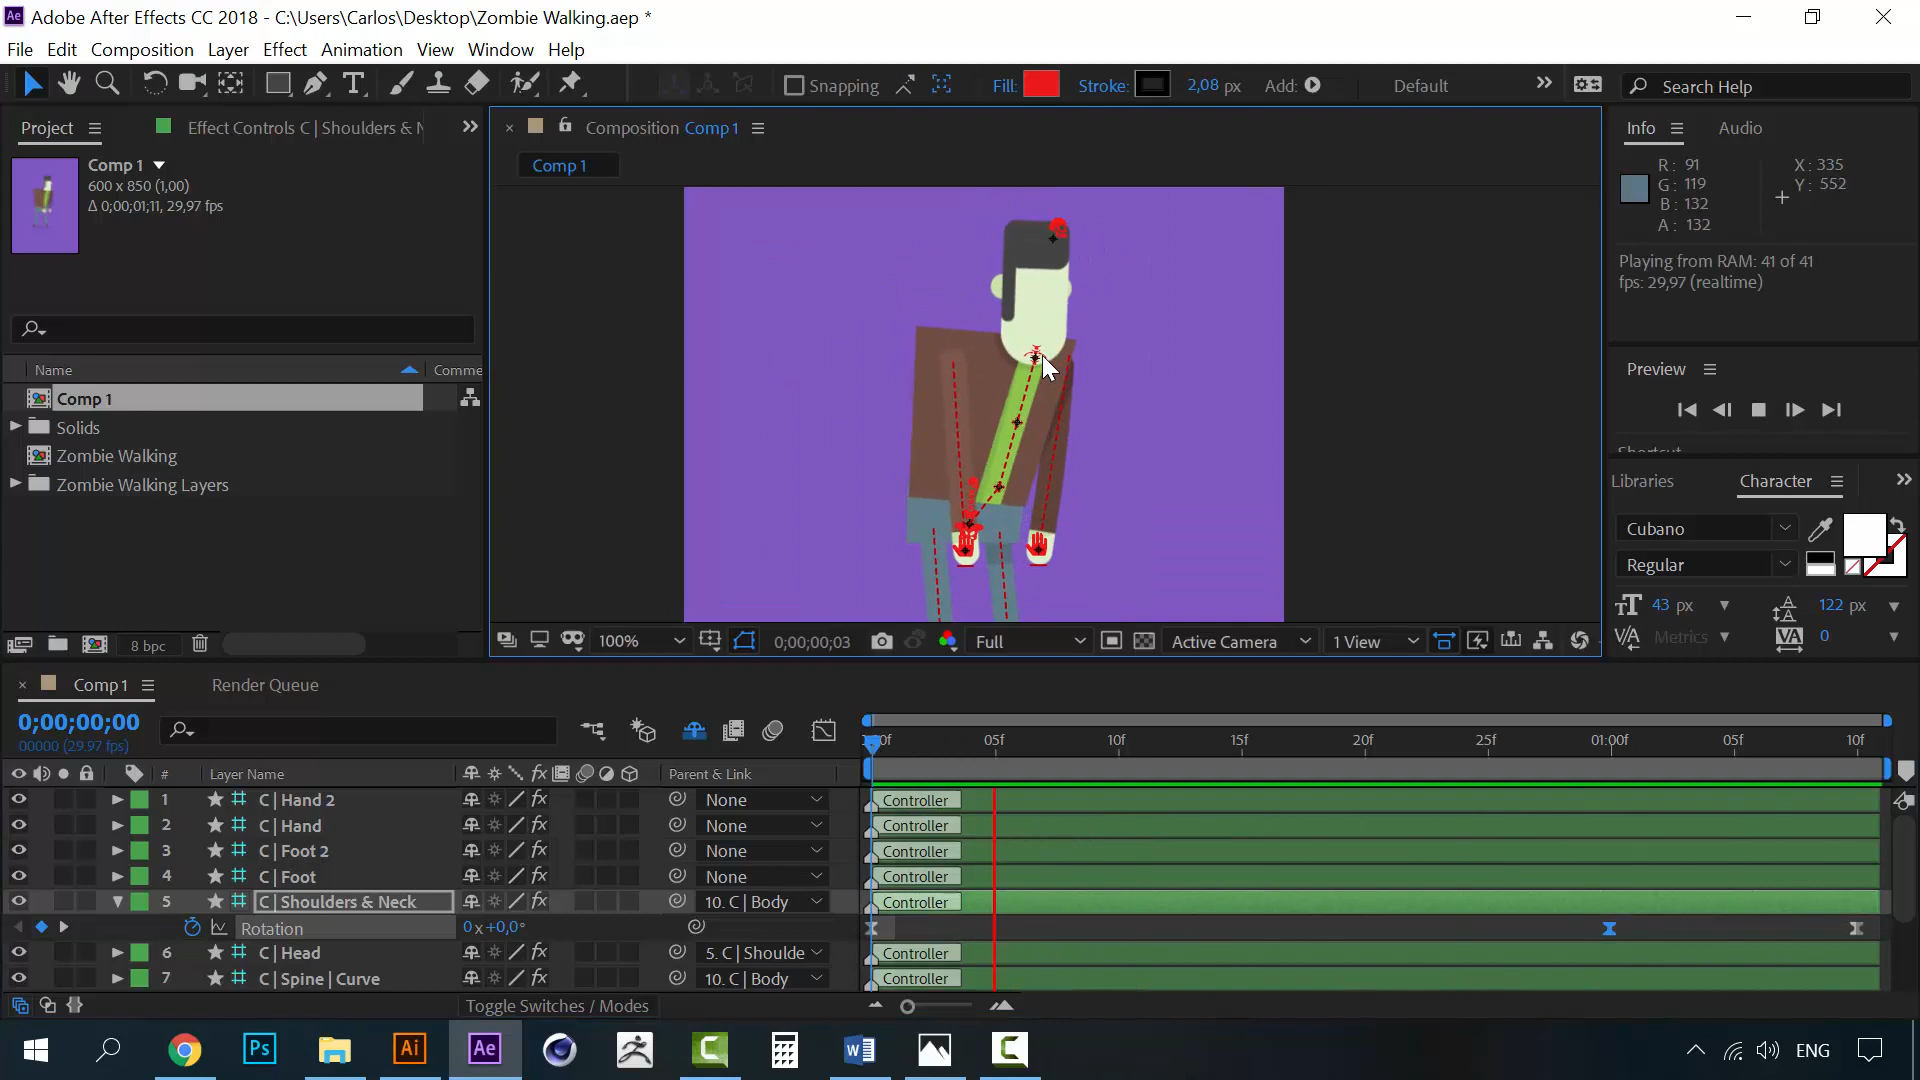 Adobe After Effects CC 2018 - C:\Users\Carlos\Desktop\Zombie Walking.aep *
File Edit Composition Layer Effect Animation View Window Help
Snapping Fill: Stroke: 2,08 px Add: Default Search Help
Project Effect Controls C | Shoulders & N
Composition Comp 1
Info Audio
Comp 1
600 x 850 (1,00)
Δ 0;00;01;11, 29,97 fps
Comp 1
R: 91
G: 119
B: 132
A: 132
X: 335
Y: 552
Playing from RAM: 41 of 41
fps: 29,97 (realtime)
Preview
Name Comme
Comp 1
Solids
Zombie Walking
Zombie Walking Layers
Shortcut
Libraries Character
Cubano
Regular
43 px 122 px
Metrics 0
8 bpc
100% 0;00;00;03 Full Active Camera 1 View
Comp 1 Render Queue
0;00;00;00
00000 (29.97 fps)
:00f 05f 10f 15f 20f 25f 01:00f 05f 10f
# Layer Name Parent & Link
1 C | Hand 2 None Controller
2 C | Hand None Controller
3 C | Foot 2 None Controller
4 C | Foot None Controller
5 C | Shoulders & Neck 10. C | Body Controller
Rotation 0x+0,0°
6 C | Head 5. C | Shoulde Controller
7 C | Spine | Curve 10. C | Body Controller
Toggle Switches / Modes
Ps Ai Ae ENG